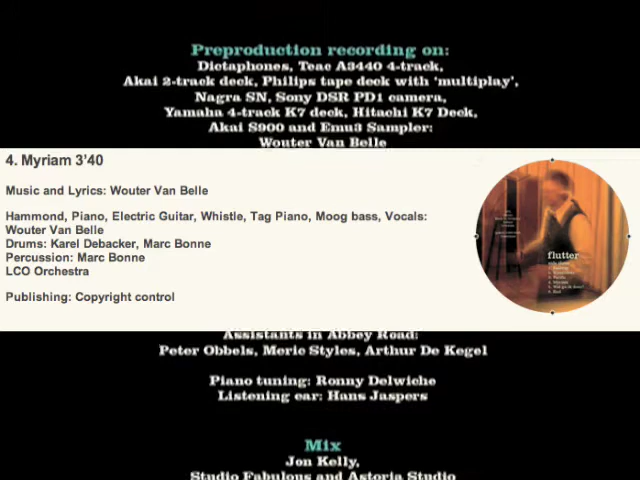 Preproduction recording on:
Dictaphones, Teac A3440 4-track,
Akai 2-track deck, Philips tape deck with ‘multiplay’,
Nagra SN, Sony DSR PD1 camera,
Yamaha 4-track K7 deck, Hitachi K7 Deck,
Akai S900 and Emu3 Sampler:
Wouter Van Belle
4. Myriam 3’40
Music and Lyrics: Wouter Van Belle
Hammond, Piano, Electric Guitar, Whistle, Tag Piano, Moog bass, Vocals:
Wouter Van Belle
Drums: Karel Debacker, Marc Bonne
Percussion: Marc Bonne
LCO Orchestra
Publishing: Copyright control
flutter
Assistants in Abbey Road:
Peter Obbels, Meric Styles, Arthur De Kegel
Piano tuning: Ronny Delwiche
Listening ear: Hans Jaspers
Mix
Jon Kelly,
Studio Fabulous and Astoria Studio